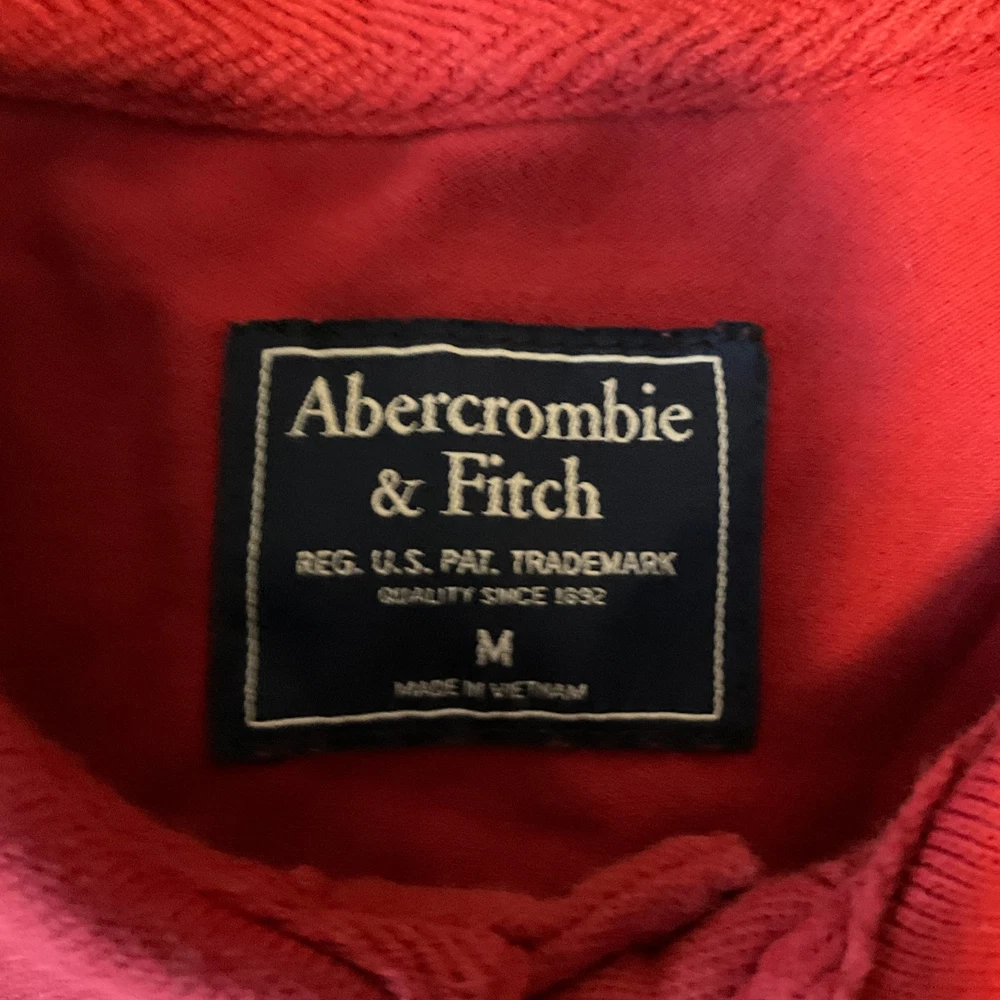 Abercrombie
& Fitch
REG. U.S. PAT. TRADEMARK
QUALITY SINCE 1892
M
MADE IN VIETNAM